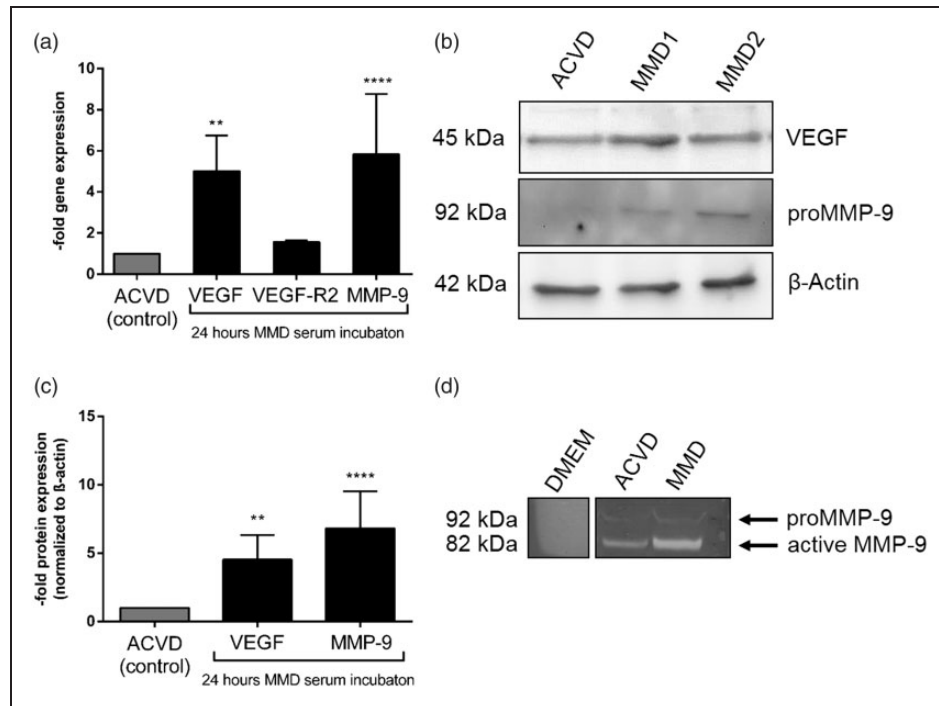 (a)
-fold gene expression
10
8
6
4
2
0
**
****
ACVD
(control)
VEGF
VEGF-R2
MMP-9
24 hours MMD serum incubaton
(b)
ACVD
MMD1
MMD2
45 kDa
VEGF
92 kDa
proMMP-9
42 kDa
β-Actin
(c)
-fold protein expression
(normalized to ß-actin)
15
10
5
0
**
****
ACVD
(control)
VEGF
MMP-9
24 hours MMD serum incubaton
(d)
DMEM
ACVD
MMD
92 kDa
proMMP-9
82 kDa
active MMP-9